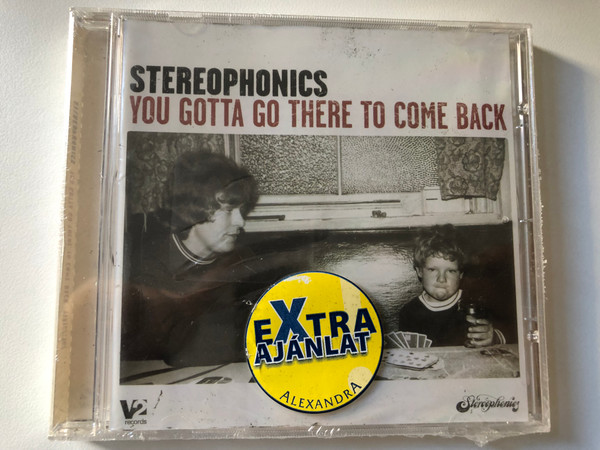 STEREOPHONICS
YOU GOTTA GO THERE TO COME BACK
EXTRA
AJÁNLAT
ALEXANDRA
V2
records
Stereophonics